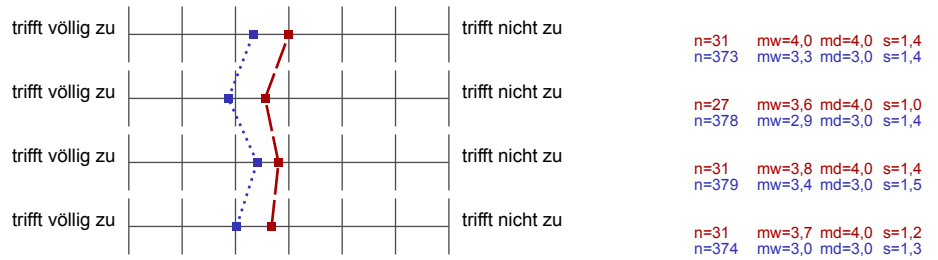 trifft völlig zu trifft nicht zu
n=31 mw=4,0 md=4,0 s=1,4
n=373 mw=3,3 md=3,0 s=1,4
trifft völlig zu trifft nicht zu
n=27 mw=3,6 md=4,0 s=1,0
n=378 mw=2,9 md=3,0 s=1,4
trifft völlig zu trifft nicht zu
n=31 mw=3,8 md=4,0 s=1,4
n=379 mw=3,4 md=3,0 s=1,5
trifft völlig zu trifft nicht zu
n=31 mw=3,7 md=4,0 s=1,2
n=374 mw=3,0 md=3,0 s=1,3